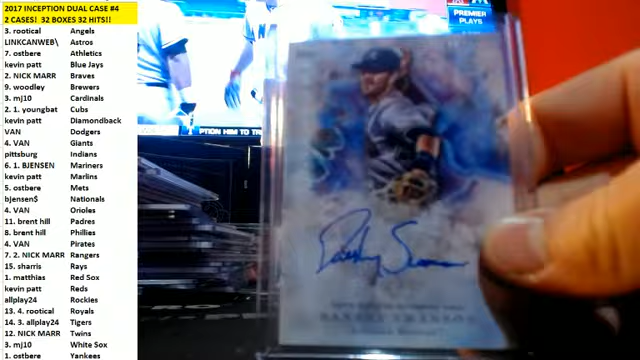 2017 INCEPTION DUAL CASE #4
2 CASES! 32 BOXES 32 HITS!!
3. rootical Angels
LINKCANWEB\ Astros
7. ostbere Athletics
kevin patt Blue Jays
2. NICK MARR Braves
9. woodley Brewers
3. mj10 Cardinals
2. 1. youngbat Cubs
kevin patt Diamondback
VAN Dodgers
4. VAN Giants
pittsburg Indians
6. 1. BJENSEN Mariners
kevin patt Marlins
5. ostbere Mets
bjensen$ Nationals
4. VAN Orioles
11. brent hill Padres
8. brent hill Phillies
4. VAN Pirates
7. 2. NICK MARR Rangers
15. sharris Rays
1. matthias Red Sox
kevin patt Reds
allplay24 Rockies
13. 4. rootical Royals
14. 3. allplay24 Tigers
12. NICK MARR Twins
3. mj10 White Sox
1. ostbere Yankees
PREMIER
PLAYS
PTION HIM TO TR